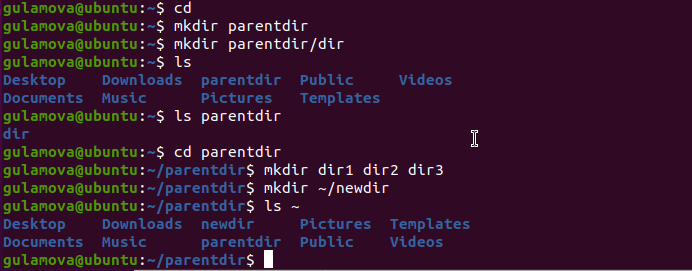 gulamova@ubuntu:~$ cd
gulamova@ubuntu:~$ mkdir parentdir
gulamova@ubuntu:~$ mkdir parentdir/dir
gulamova@ubuntu:~$ ls
Desktop    Downloads  parentdir  Public     Videos
Documents  Music      Pictures   Templates
gulamova@ubuntu:~$ ls parentdir
dir
gulamova@ubuntu:~$ cd parentdir
gulamova@ubuntu:~/parentdir$ mkdir dir1 dir2 dir3
gulamova@ubuntu:~/parentdir$ mkdir ~/newdir
gulamova@ubuntu:~/parentdir$ ls ~
Desktop    Downloads  newdir     Pictures  Templates
Documents  Music      parentdir  Public    Videos
gulamova@ubuntu:~/parentdir$